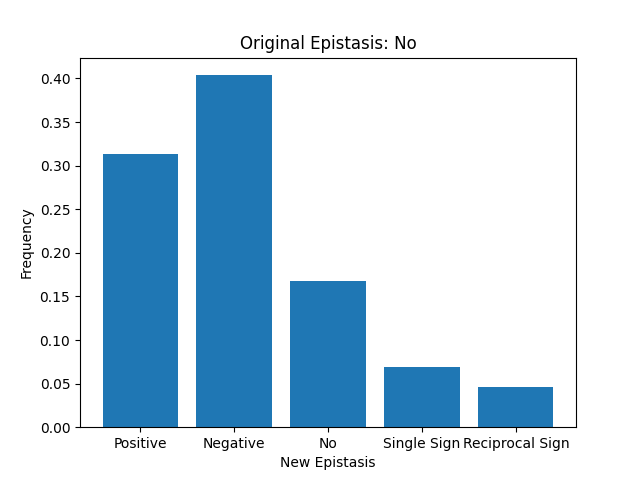 Original Epistasis: No
0.40
0.35
0.30
0.25
0.20
0.15
0.10
0.05
0.00
Frequency
Positive Negative No Single Sign Reciprocal Sign
New Epistasis